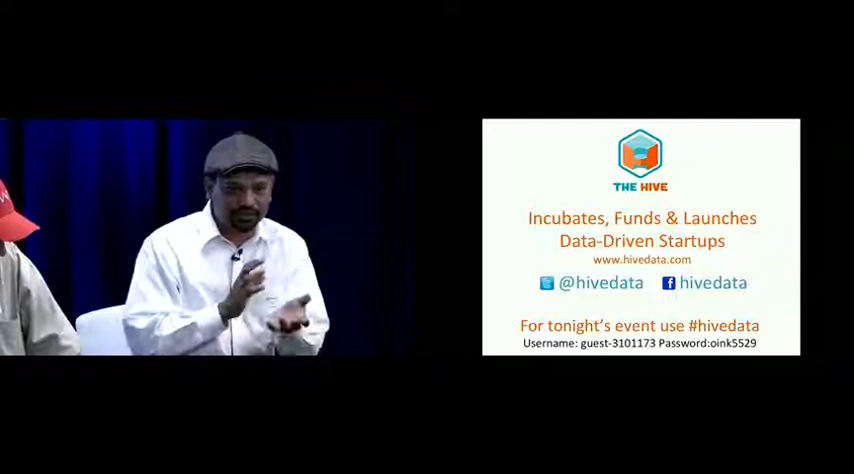 THE HIVE
Incubates, Funds & Launches
Data-Driven Startups
www.hivedata.com
@hivedata hivedata
For tonight's event use #hivedata
Username: guest-3101173 Password:oink5529